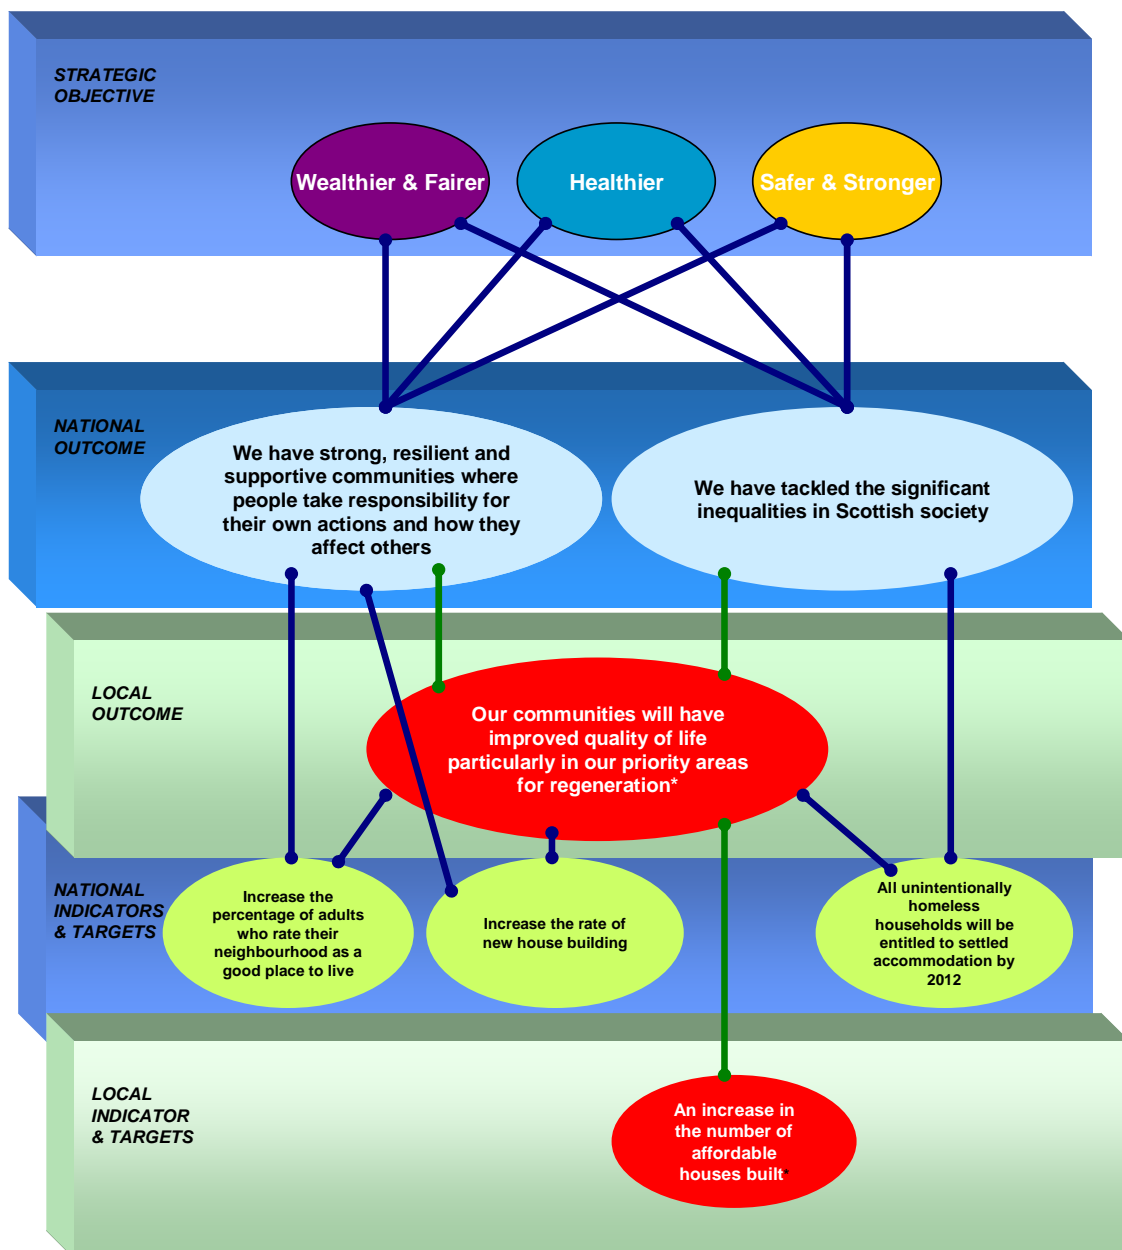 STRATEGIC
OBJECTIVE
Wealthier & Fairer
Healthier
Safer & Stronger
NATIONAL
OUTCOME
We have strong, resilient and
supportive communities where
people take responsibility for
their own actions and how they
affect others
We have tackled the significant
inequalities in Scottish society
LOCAL
OUTCOME
Our communities will have
improved quality of life
particularly in our priority areas
for regeneration*
NATIONAL
INDICATORS
& TARGETS
Increase the
percentage of adults
who rate their
neighbourhood as a
good place to live
Increase the rate of
new house building
All unintentionally
homeless
households will be
entitled to settled
accommodation by
2012
LOCAL
INDICATOR
& TARGETS
An increase in
the number of
affordable
houses built*